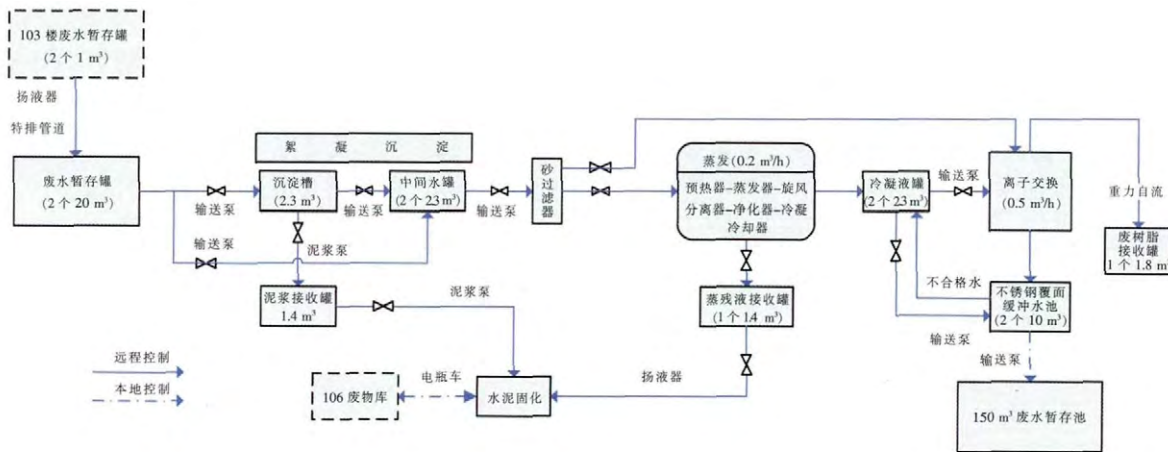 103 楼废水暂存罐
(2 个 1 m³)
扬液器
特排管道
废水暂存罐
(2 个 20 m³)
絮 凝 沉 淀
输送泵
沉淀槽
(2.3 m³)
输送泵
中间水罐
(2 个 23 m³)
输送泵
输送泵
泥浆泵
泥浆接收罐
1.4 m³
泥浆泵
砂过滤器
蒸发(0.2 m³/h)
预热器-蒸发器-旋风
分离器-净化器-冷凝
冷却器
蒸残液接收罐
(1 个 1.4 m³)
扬液器
冷凝液罐
(2 个 23 m³)
输送泵
离子交换
(0.5 m³/h)
重力自流
废树脂
接收罐
1 个 1.8 m³
不合格水
不锈钢覆面
缓冲水池
(2 个 10 m³)
输送泵
输送泵
150 m³ 废水暂存池
远程控制
本地控制
106 废物库
电瓶车
水泥固化